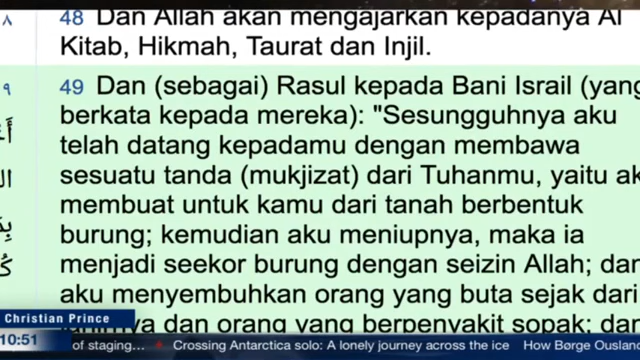 48 Dan Allah akan mengajarkan kepadanya Al
Kitab, Hikmah, Taurat dan Injil.
49 Dan (sebagai) Rasul kepada Bani Israil (yang
berkata kepada mereka): "Sesungguhnya aku
telah datang kepadamu dengan membawa
sesuatu tanda (mukjizat) dari Tuhanmu, yaitu ak
membuat untuk kamu dari tanah berbentuk
burung; kemudian aku meniupnya, maka ia
menjadi seekor burung dengan seizin Allah; dan
aku menyembuhkan orang yang buta sejak dari
dan orang yang berpenyakit sopak; dan
Christian Prince
10:51
of staging... Crossing Antarctica solo: A lonely journey across the ice How Børge Ousland